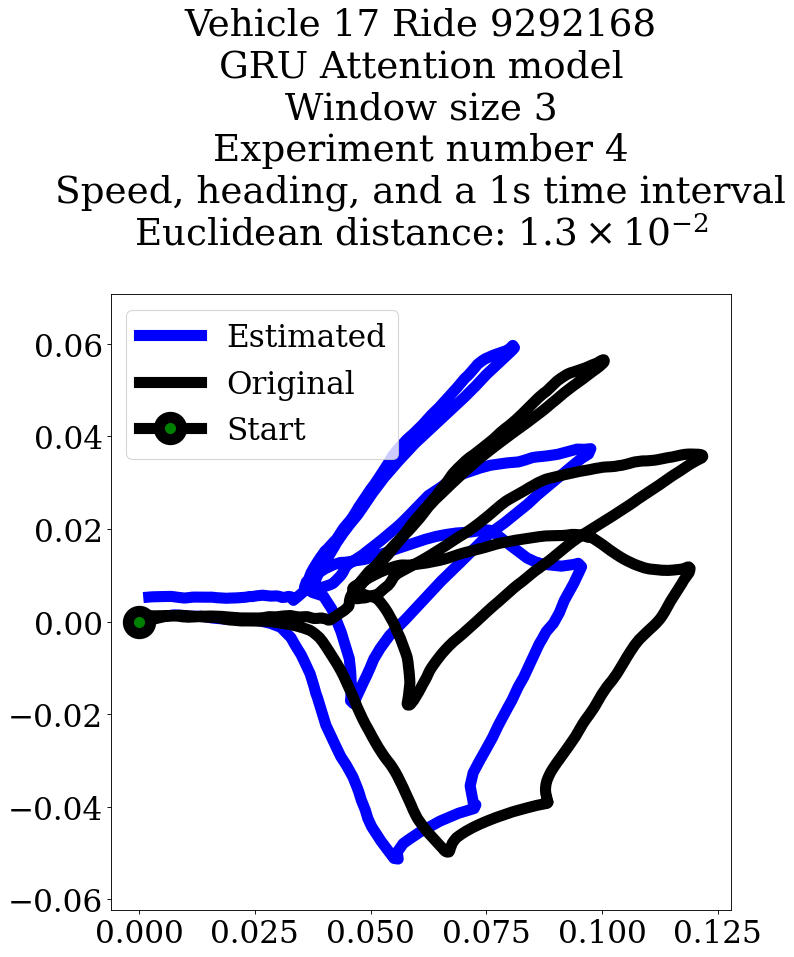 Vehicle 17 Ride 9292168
GRU Attention model
Window size 3
Experiment number 4
Speed, heading, and a 1s time interval
Euclidean distance: 1.3 × 10⁻²
Estimated
Original
Start
0.06
0.04
0.02
0.00
−0.02
−0.04
−0.06
0.000 0.025 0.050 0.075 0.100 0.125